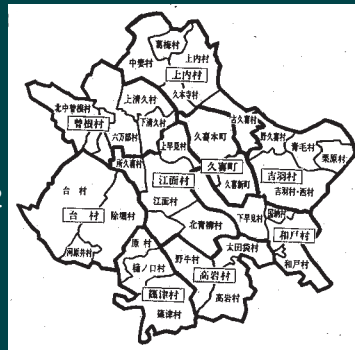 葛梅村
上内村
中妻村
上内村
久本寺村
北中曽根村
上清久村
曽根村
下清久村
六万部村
古久喜村
久喜本町
野久喜村
青毛村
栗原村
上早見村
所久喜村
久喜町
古羽村
江面村
久喜新町
吉羽村・西村
台村
江面村
除堀村
下早見村
台村
北青柳村
和戸村
原村
太田袋村
河原井村
樋ノ口村
野牛村
和戸村
高岩村
篠津村
高岩村
篠津村